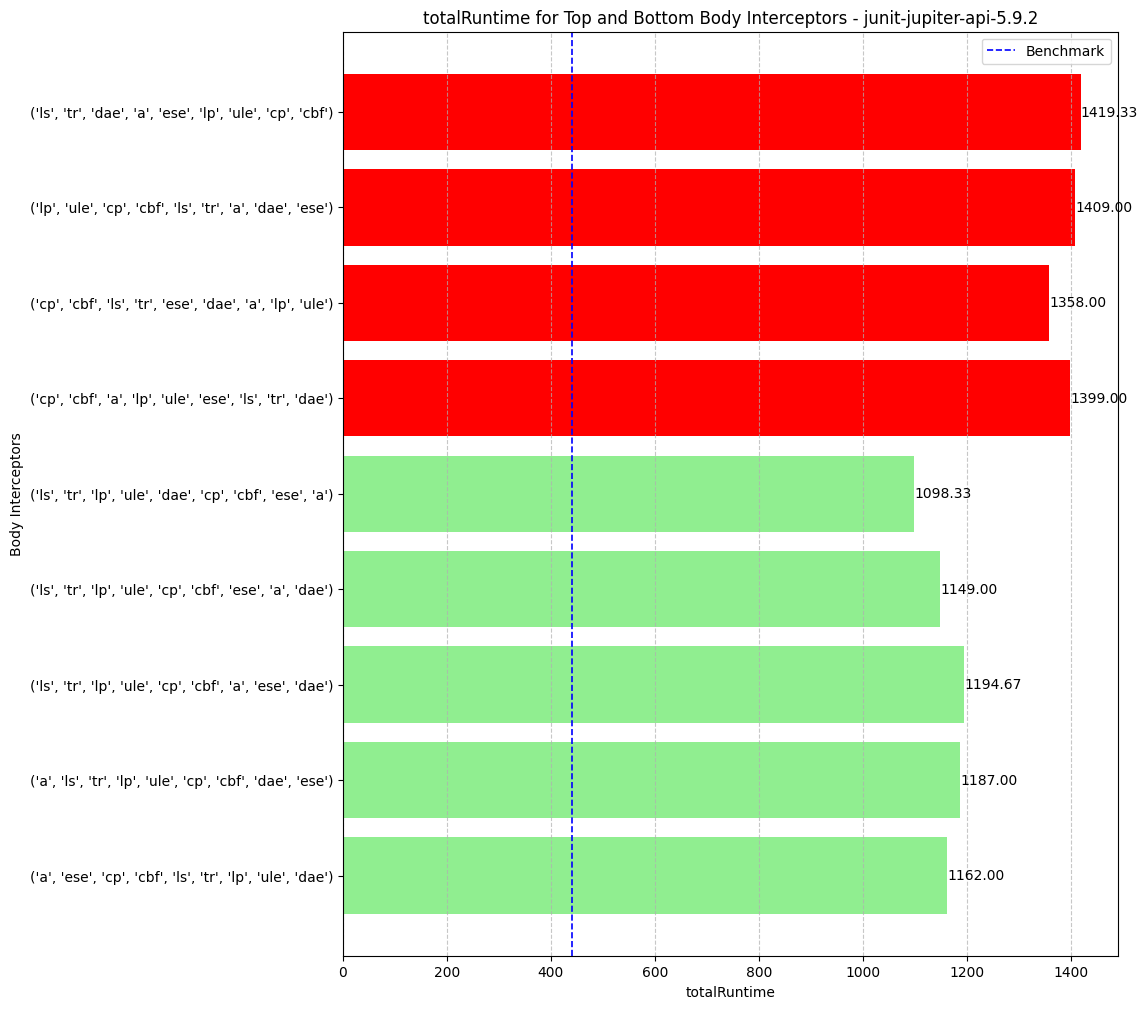 totalRuntime for Top and Bottom Body Interceptors - junit-jupiter-api-5.9.2
Benchmark
('ls', 'tr', 'dae', 'a', 'ese', 'lp', 'ule', 'cp', 'cbf')
1419.33
('lp', 'ule', 'cp', 'cbf', 'ls', 'tr', 'a', 'dae', 'ese')
1409.00
('cp', 'cbf', 'ls', 'tr', 'ese', 'dae', 'a', 'lp', 'ule')
1358.00
('cp', 'cbf', 'a', 'lp', 'ule', 'ese', 'ls', 'tr', 'dae')
1399.00
('ls', 'tr', 'lp', 'ule', 'dae', 'cp', 'cbf', 'ese', 'a')
1098.33
('ls', 'tr', 'lp', 'ule', 'cp', 'cbf', 'ese', 'a', 'dae')
1149.00
('ls', 'tr', 'lp', 'ule', 'cp', 'cbf', 'a', 'ese', 'dae')
1194.67
('a', 'ls', 'tr', 'lp', 'ule', 'cp', 'cbf', 'dae', 'ese')
1187.00
('a', 'ese', 'cp', 'cbf', 'ls', 'tr', 'lp', 'ule', 'dae')
1162.00
Body Interceptors
0 200 400 600 800 1000 1200 1400
totalRuntime